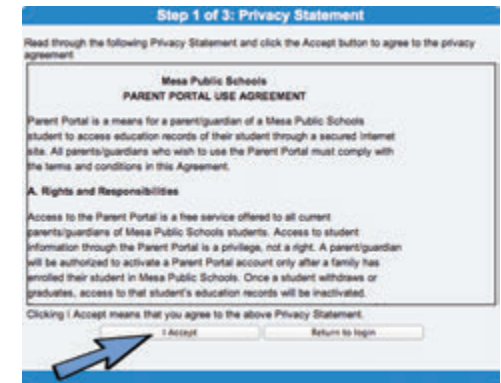 Step 1 of 3: Privacy Statement
Read through the following Privacy Statement and click the Accept button to agree to the privacy
agreement
Mesa Public Schools
PARENT PORTAL USE AGREEMENT
Parent Portal is a means for a parent/guardian of a Mesa Public Schools
student to access education records of their student through a secured Internet
site. All parents/guardians who wish to use the Parent Portal must comply with
the terms and conditions in this Agreement.
A. Rights and Responsibilities
Access to the Parent Portal is a free service offered to all current
parents/guardians of Mesa Public Schools students. Access to student
information through the Parent Portal is a privilege, not a right. A parent/guardian
will be authorized to activate a Parent Portal account only after a family has
enrolled their student in Mesa Public Schools. Once a student withdraws or
graduates, access to that student's education records will be inactivated.
Clicking I Accept means that you agree to the above Privacy Statement.
I Accept Return to login